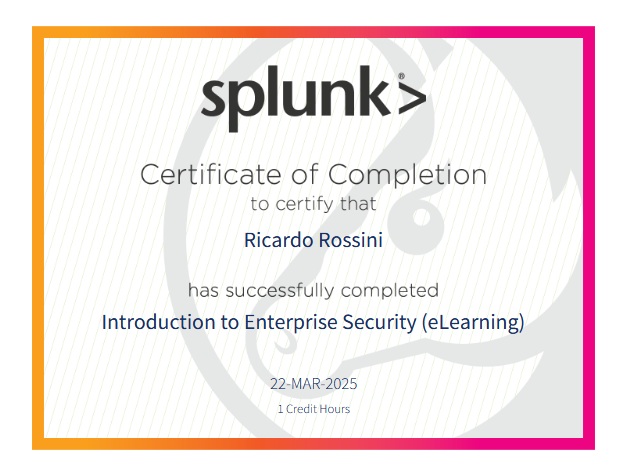 splunk>®
Certificate of Completion
to certify that
Ricardo Rossini
has successfully completed
Introduction to Enterprise Security (eLearning)
22-MAR-2025
1 Credit Hours